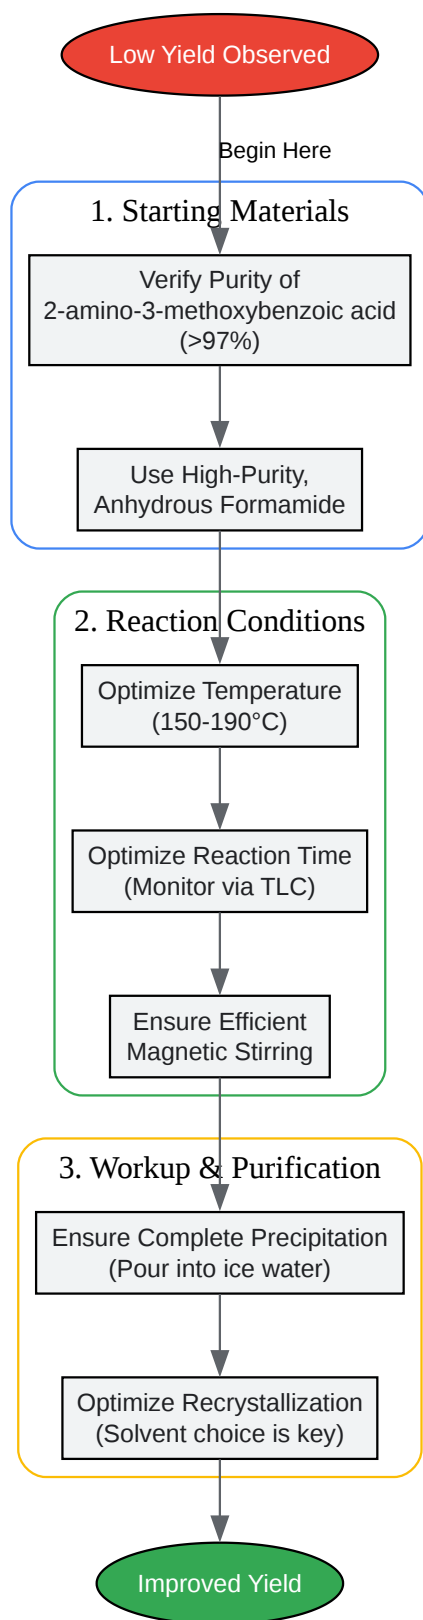 Low Yield Observed
Begin Here
1. Starting Materials
Verify Purity of
2-amino-3-methoxybenzoic acid
(>97%)
Use High-Purity,
Anhydrous Formamide
2. Reaction Conditions
Optimize Temperature
(150-190°C)
Optimize Reaction Time
(Monitor via TLC)
Ensure Efficient
Magnetic Stirring
3. Workup & Purification
Ensure Complete Precipitation
(Pour into ice water)
Optimize Recrystallization
(Solvent choice is key)
Improved Yield